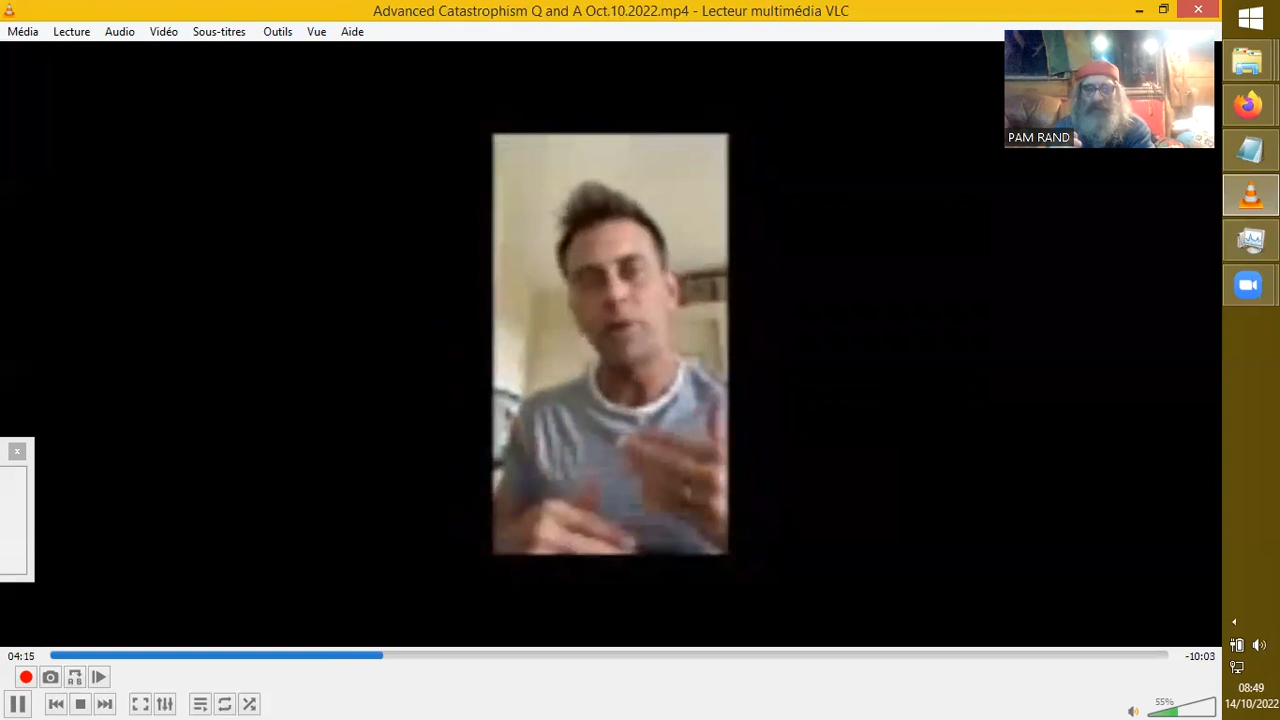 Advanced Catastrophism Q and A Oct.10.2022.mp4 - Lecteur multimédia VLC
Média Lecture Audio Vidéo Sous-titres Outils Vue Aide
PAM RAND
x
04:15
-10:03
A B
55%
08:49
14/10/2022